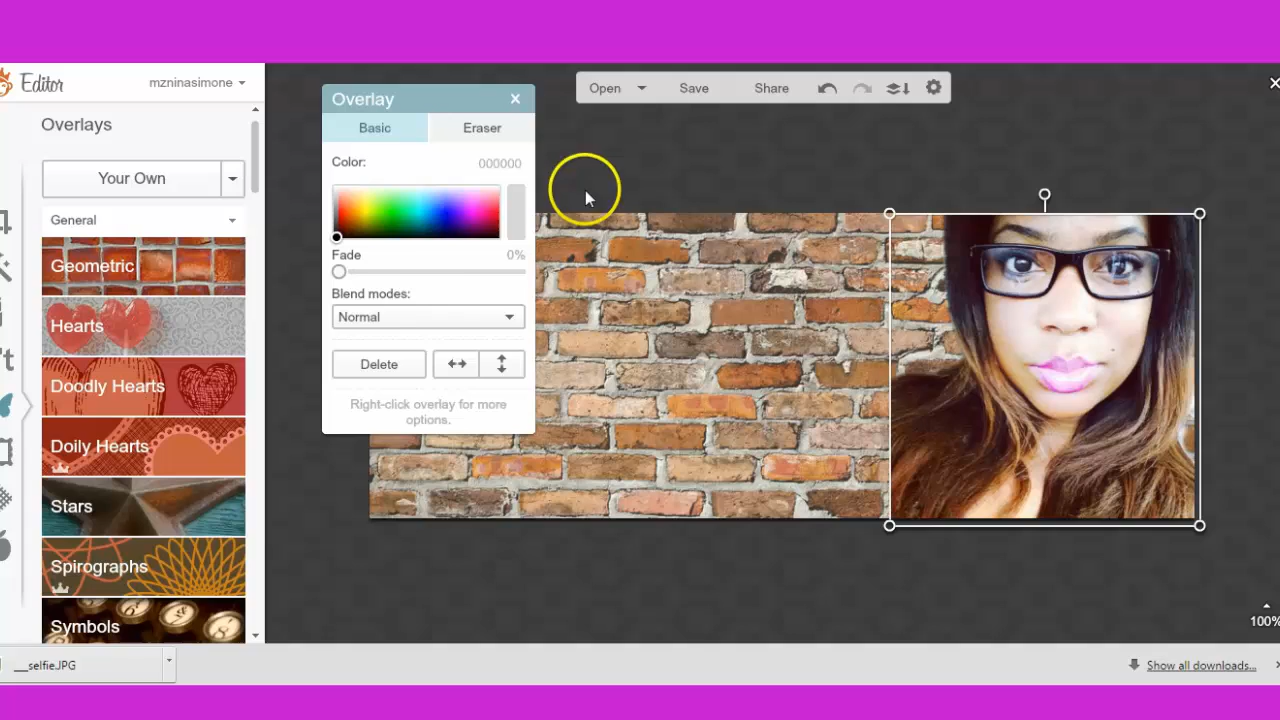 Editor
mzninasimone
Overlays
Your Own
General
Geometric
Hearts
Doodly Hearts
Doily Hearts
Stars
Spirographs
Symbols
Overlay
Basic
Eraser
Color:
000000
Fade
0%
Blend modes:
Normal
Delete
Right-click overlay for more
options.
Open
Save
Share
100%
__selfie.JPG
Show all downloads...